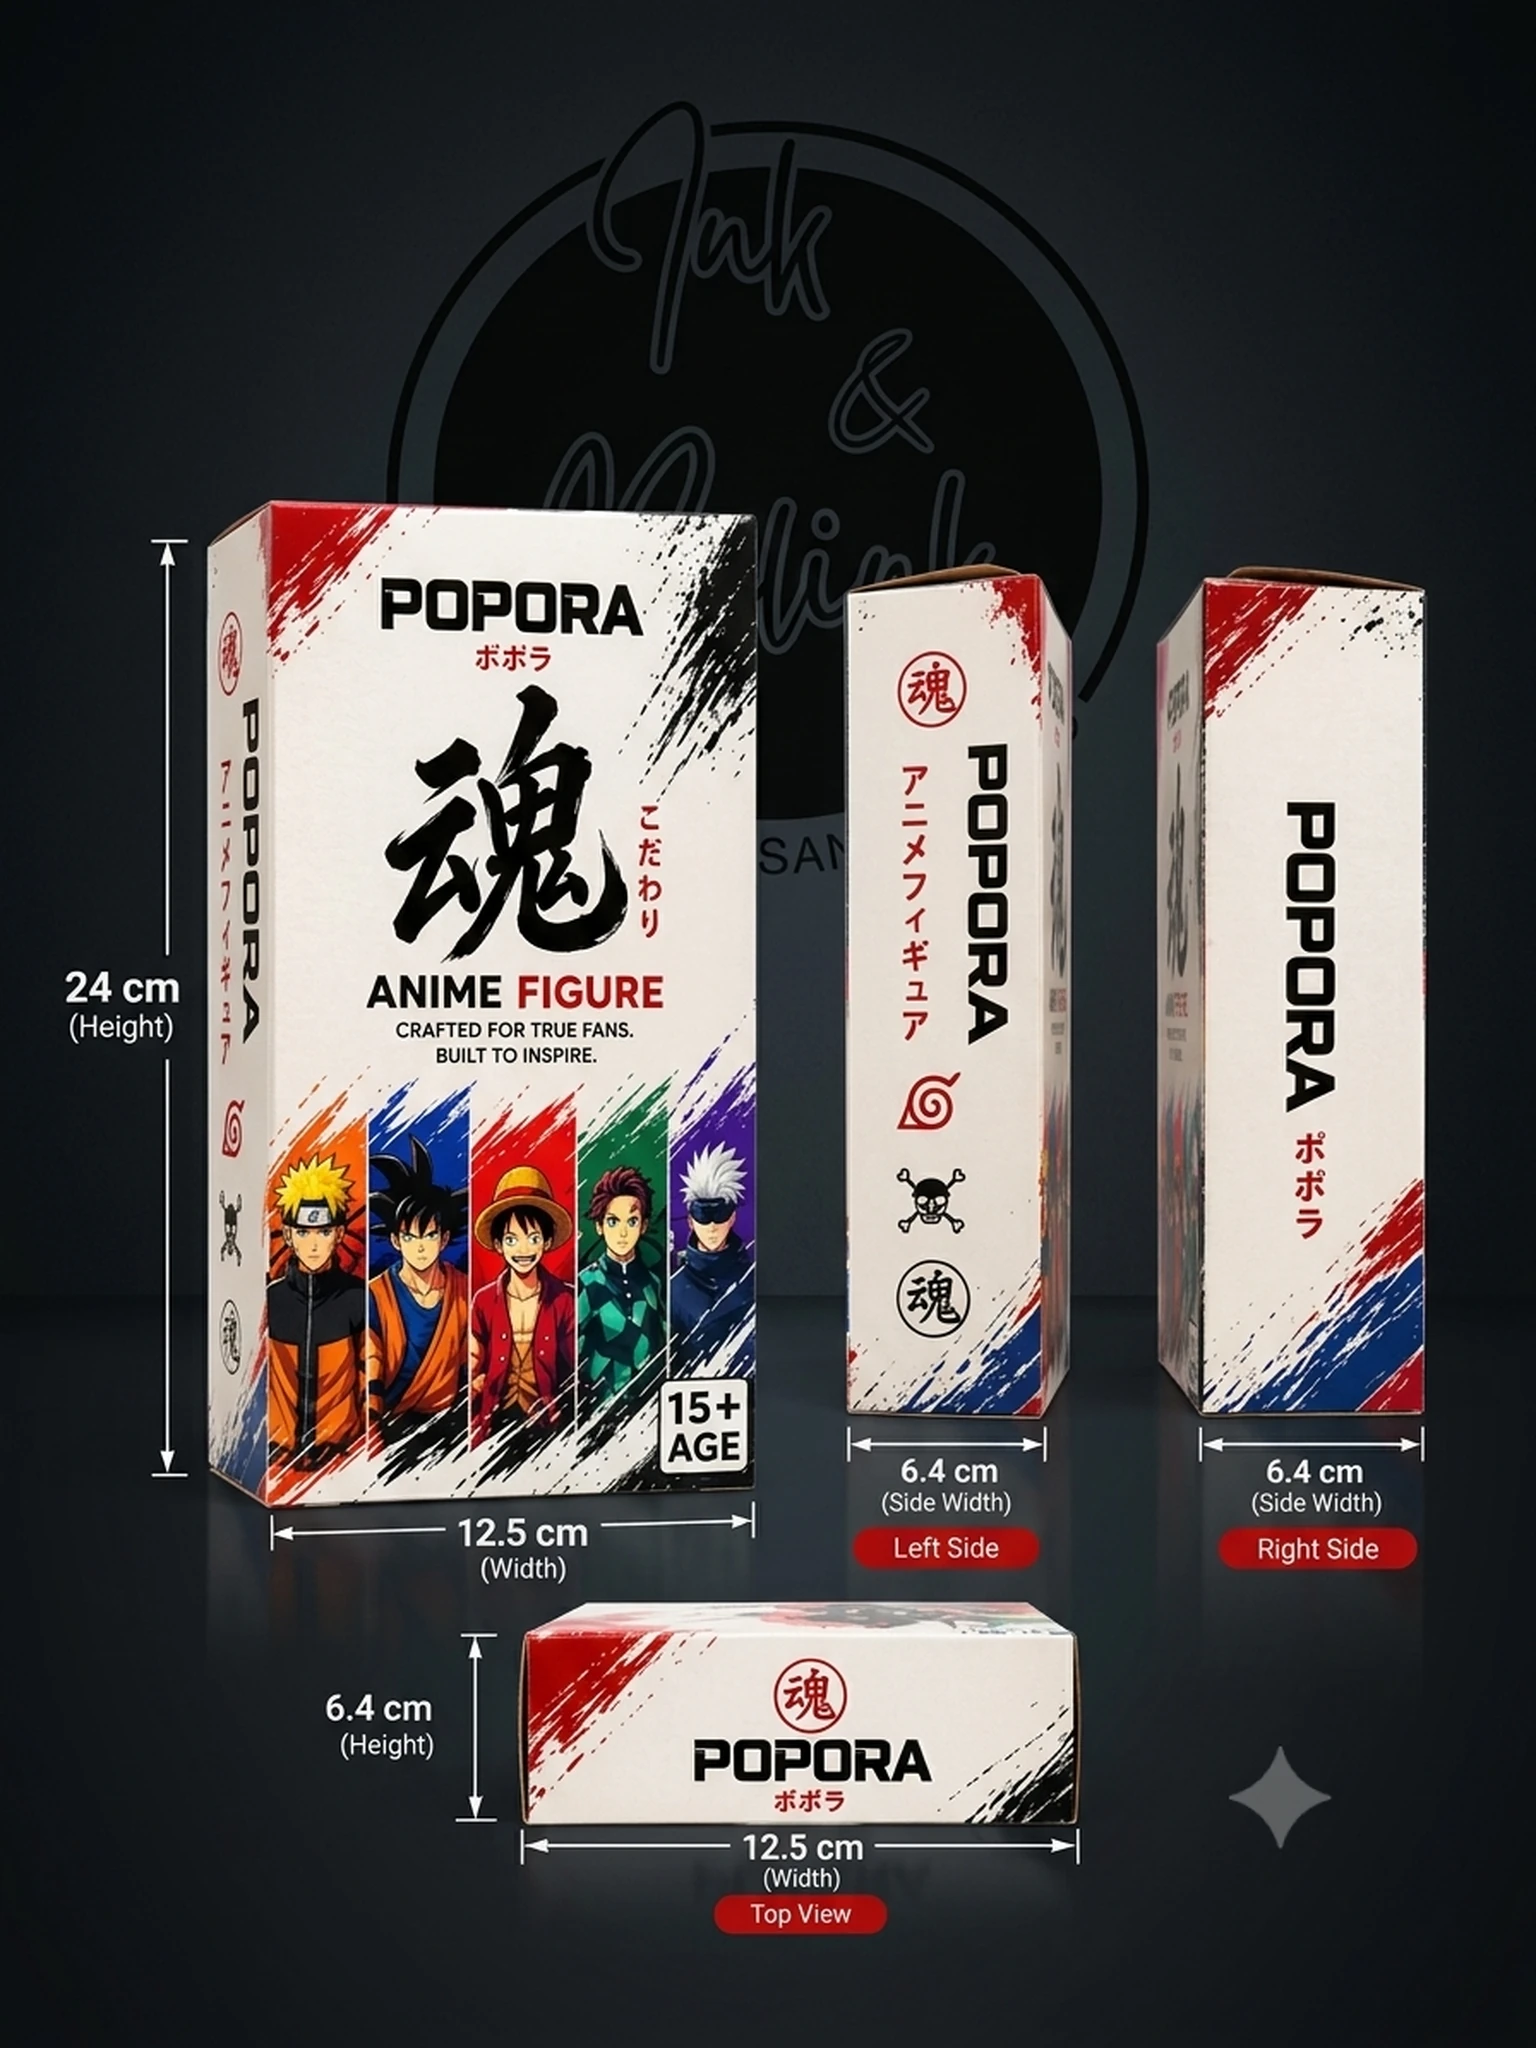 Ink
&
SAN
24 cm
(Height)
POPORA
ボポラ
魂
こだわり
ANIME FIGURE
CRAFTED FOR TRUE FANS.
BUILT TO INSPIRE.
15+
AGE
12.5 cm
(Width)
魂
POPORA
アニメフィギュア
魂
魂
POPORA
アニメフィギュア
魂
6.4 cm
(Side Width)
Left Side
POPORA
POPORA
ポポラ
6.4 cm
(Side Width)
Right Side
6.4 cm
(Height)
魂
POPORA
ボボラ
12.5 cm
(Width)
Top View